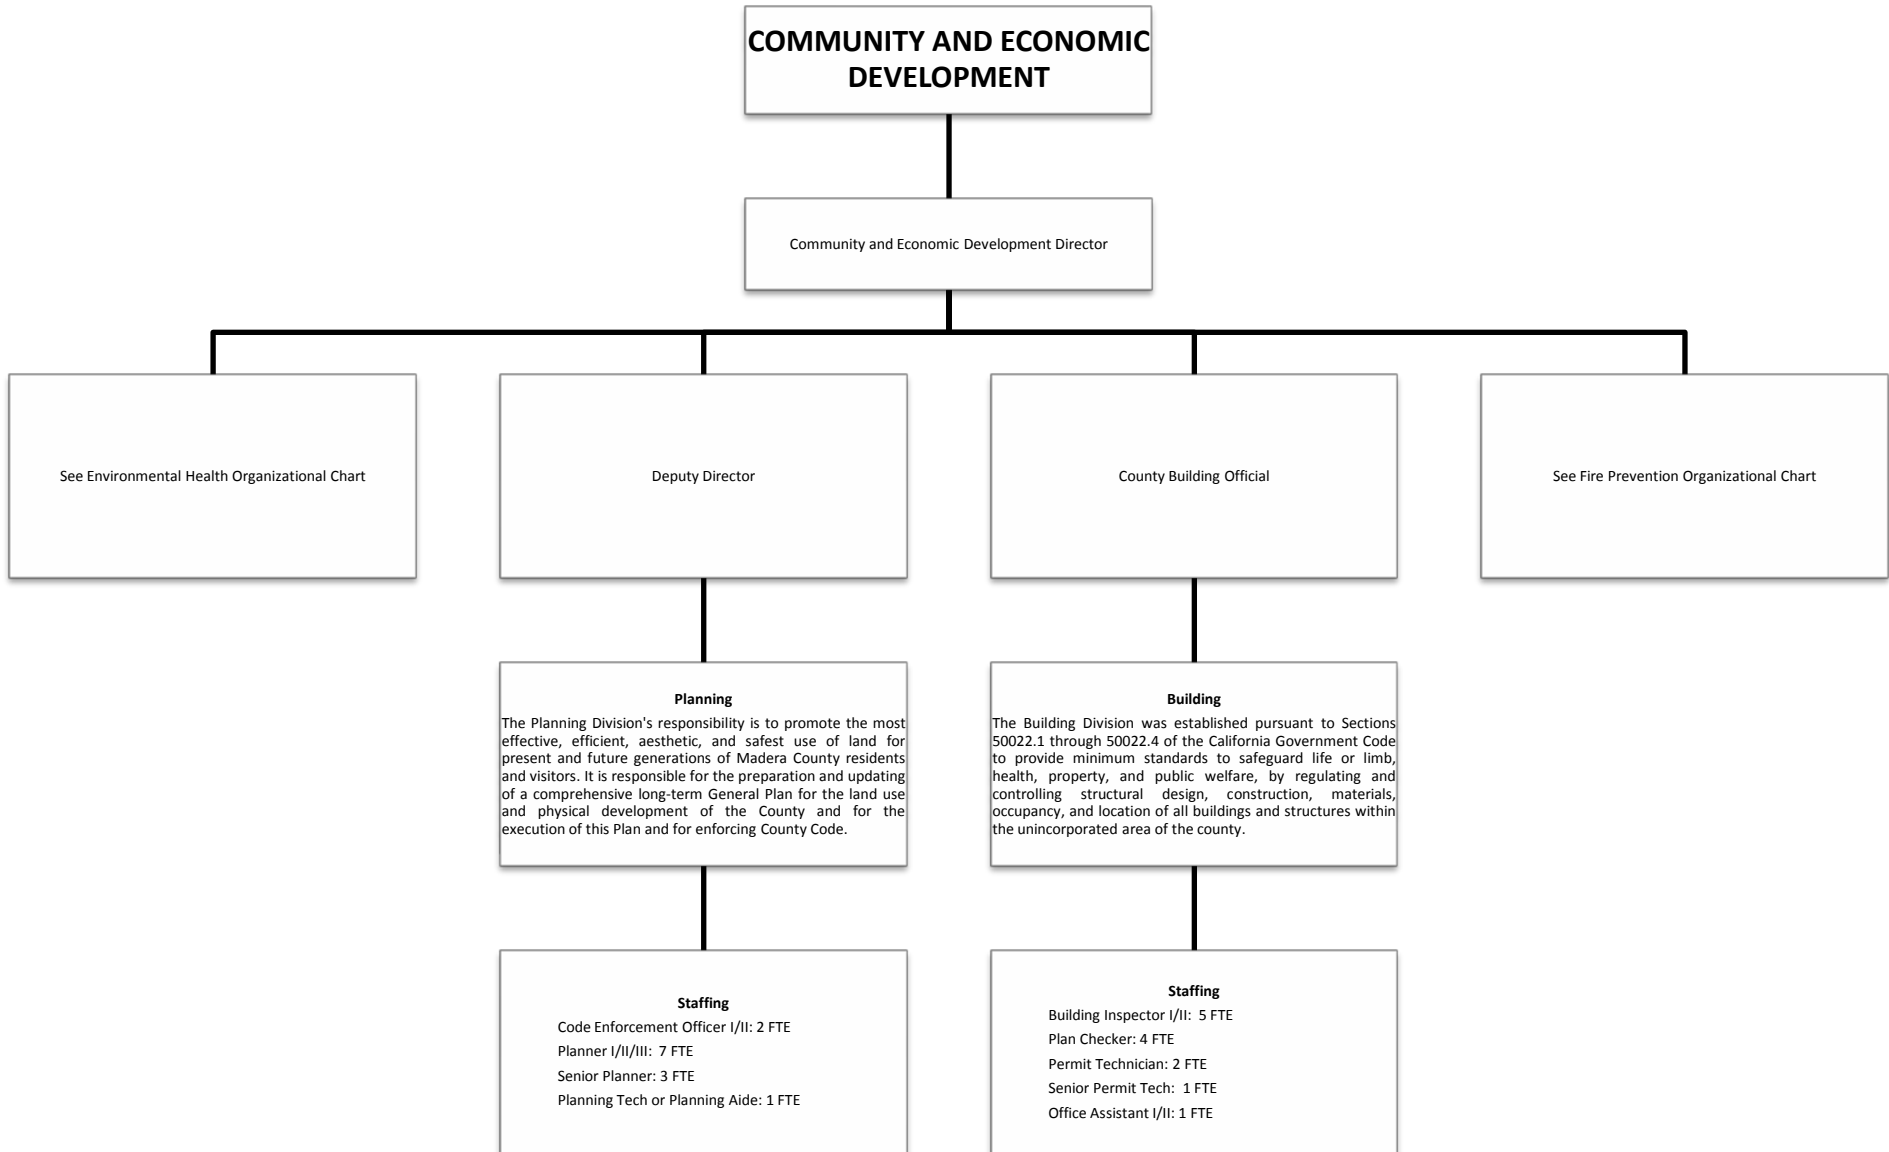 COMMUNITY AND ECONOMIC
DEVELOPMENT
Community and Economic Development Director
See Environmental Health Organizational Chart
Deputy Director
County Building Official
See Fire Prevention Organizational Chart
Planning
The Planning Division's responsibility is to promote the most
effective, efficient, aesthetic, and safest use of land for
present and future generations of Madera County residents
and visitors. It is responsible for the preparation and updating
of a comprehensive long-term General Plan for the land use
and physical development of the County and for the
execution of this Plan and for enforcing County Code.
Building
The Building Division was established pursuant to Sections
50022.1 through 50022.4 of the California Government Code
to provide minimum standards to safeguard life or limb,
health, property, and public welfare, by regulating and
controlling structural design, construction, materials,
occupancy, and location of all buildings and structures within
the unincorporated area of the county.
Staffing
Code Enforcement Officer I/II: 2 FTE
Planner I/II/III:  7 FTE
Senior Planner: 3 FTE
Planning Tech or Planning Aide: 1 FTE
Staffing
Building Inspector I/II:  5 FTE
Plan Checker: 4 FTE
Permit Technician: 2 FTE
Senior Permit Tech:  1 FTE
Office Assistant I/II: 1 FTE